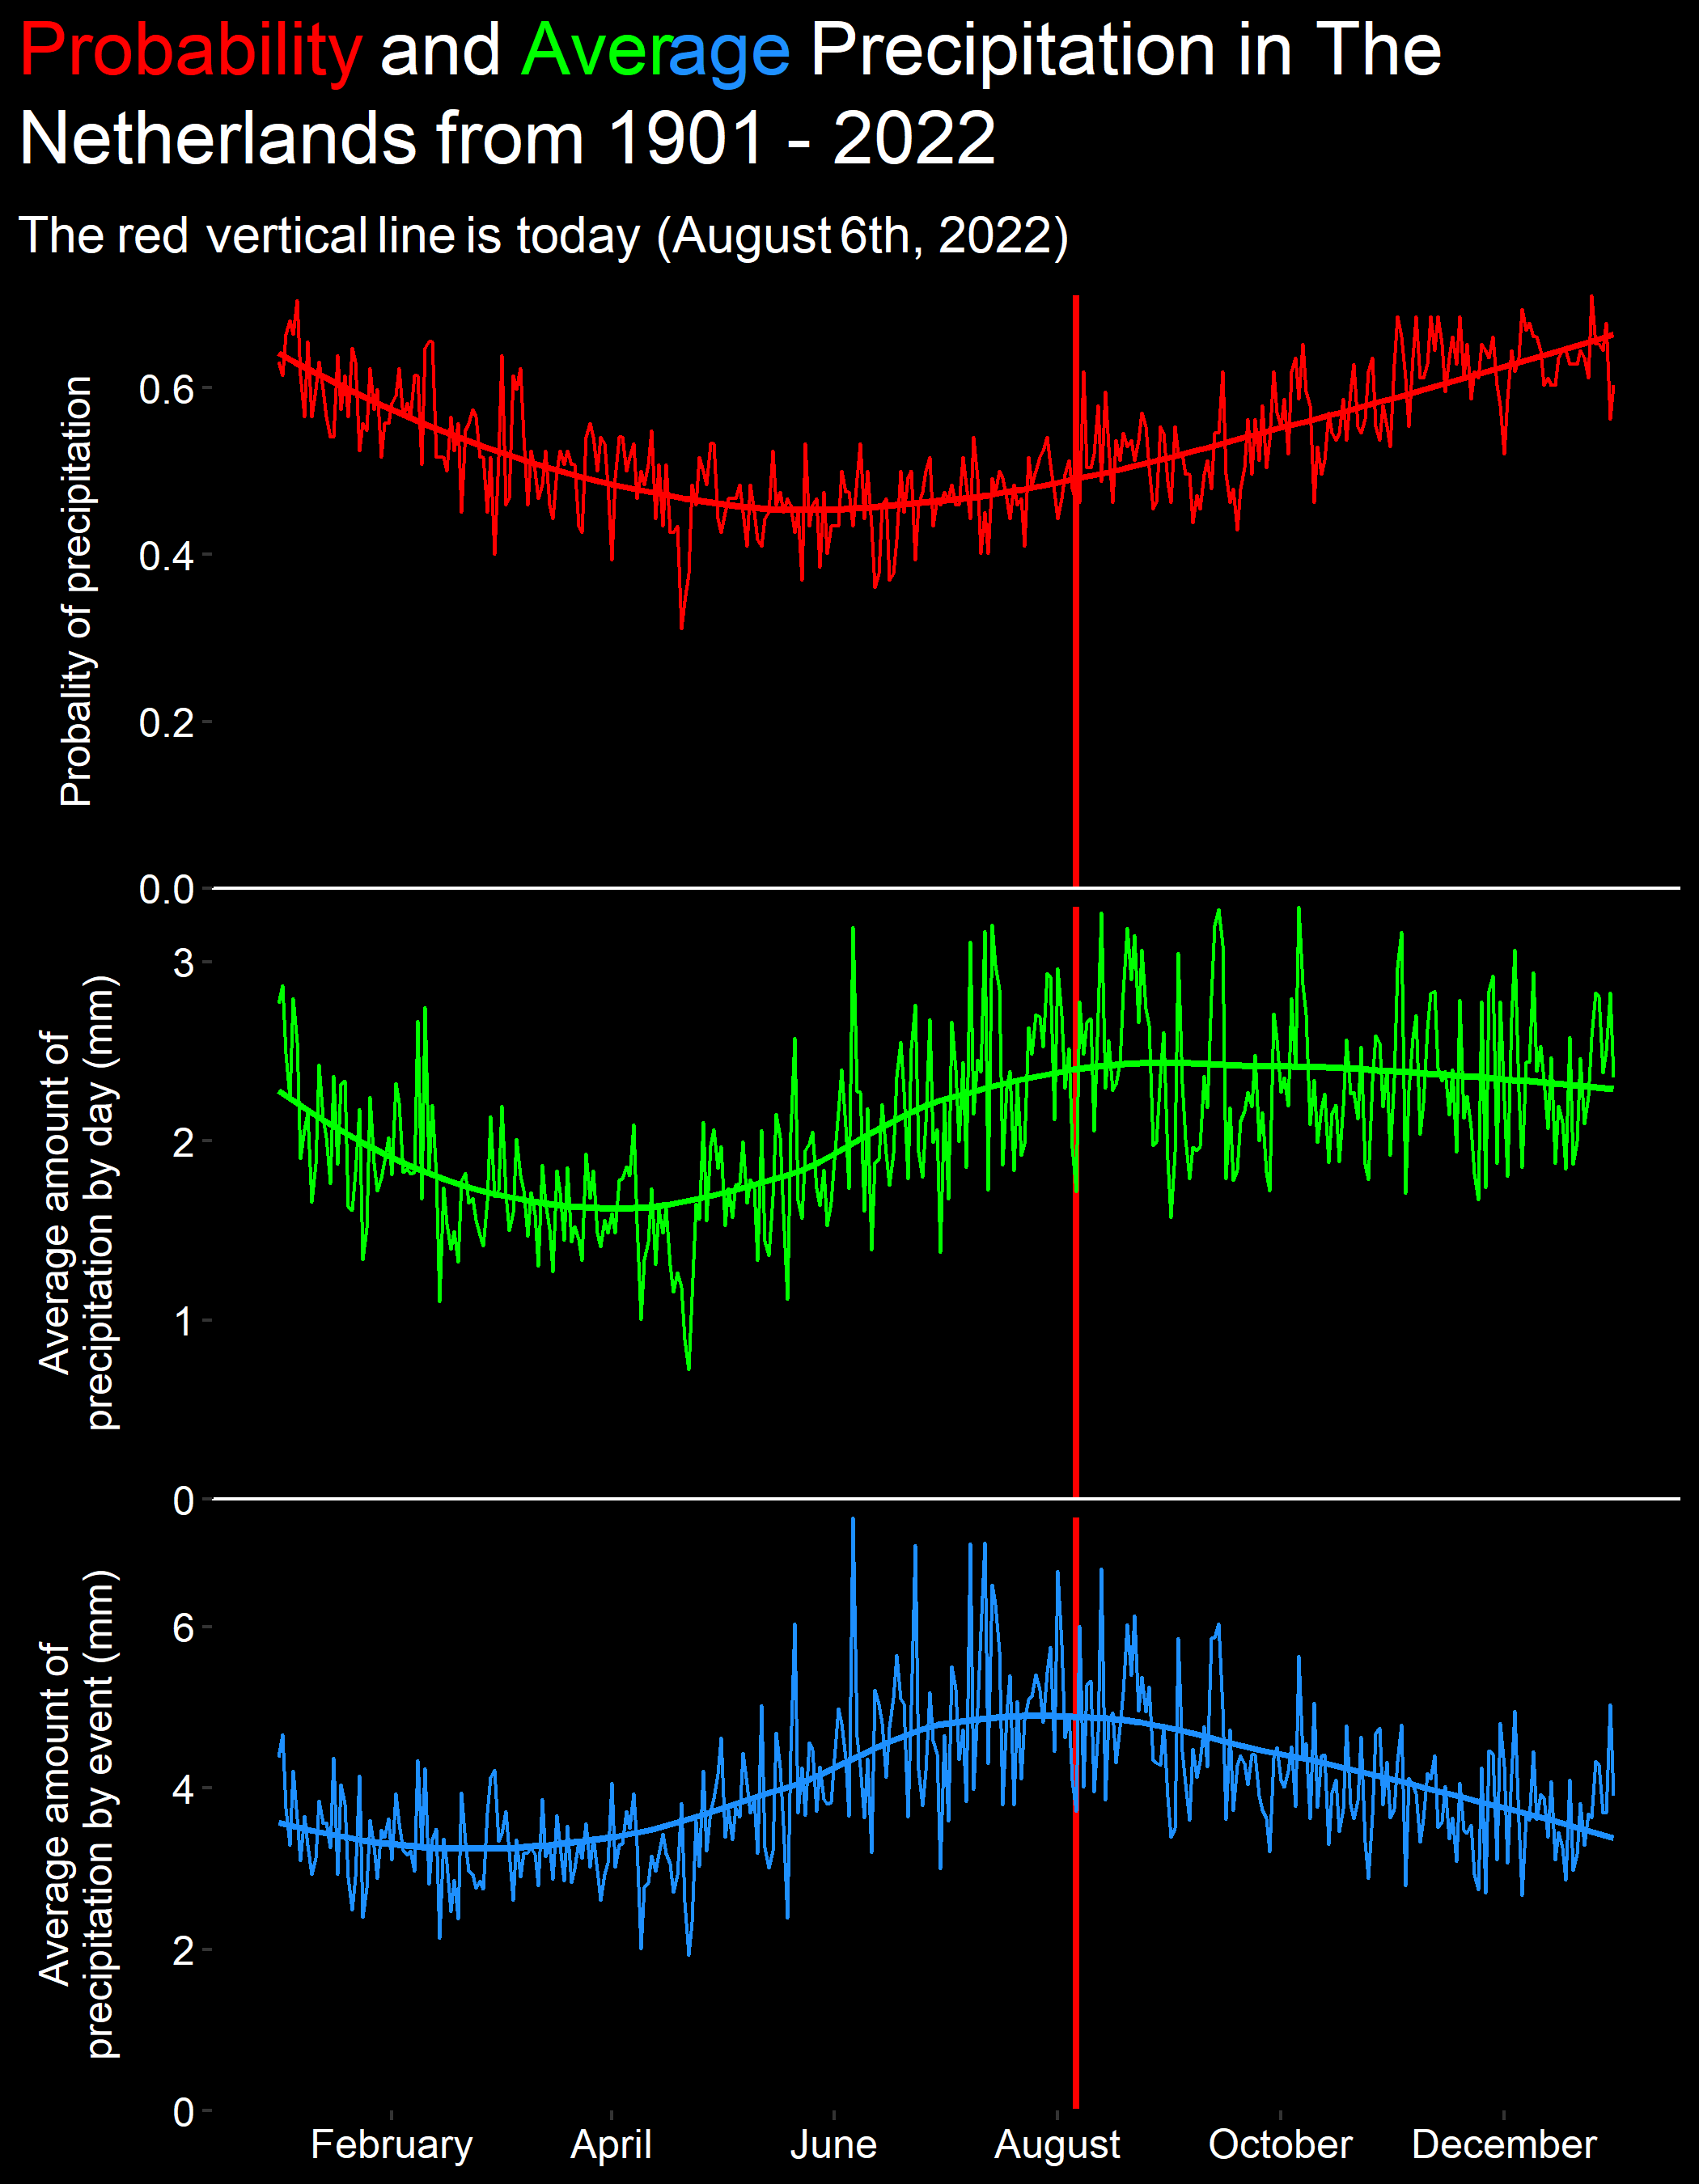 Probability and Average Precipitation in The
Netherlands from 1901 - 2022
The red vertical line is today (August 6th, 2022)
Probality of precipitation
0.6
0.4
0.2
0.0
Average amount of
precipitation by day (mm)
3
2
1
0
Average amount of
precipitation by event (mm)
6
4
2
0
February
April
June
August
October
December